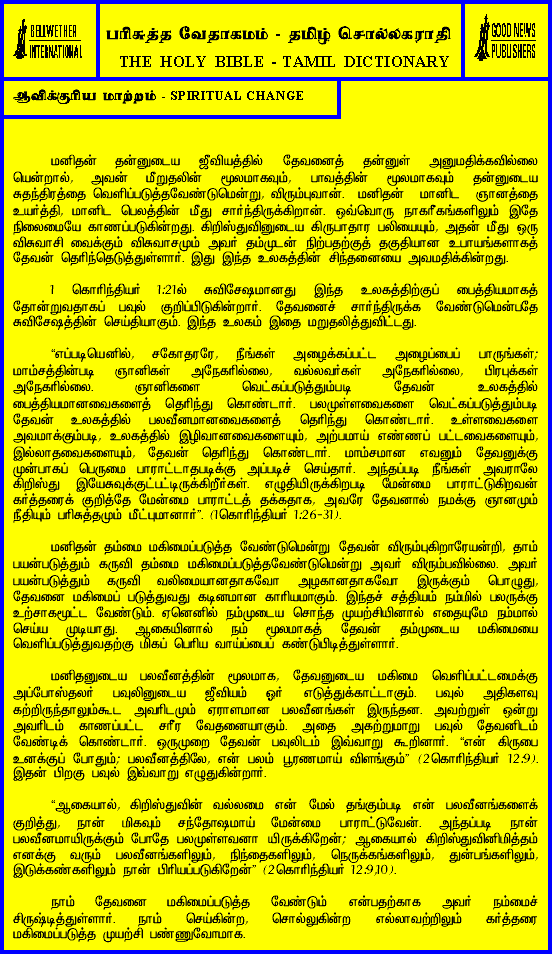 BELLWETHER
INTERNATIONAL
பரிசுத்த வேதாகமம் - தமிழ் சொல்லகராதி
THE HOLY BIBLE - TAMIL DICTIONARY
GOOD NEWS
PUBLISHERS
ஆவிக்குரிய மாற்றம் - SPIRITUAL CHANGE
மனிதன் தன்னுடைய ஜீவியத்தில் தேவனைத் தன்னுள் அனுமதிக்கவில்லை
யென்றால், அவன் மீறுதலின் மூலமாகவும், பாவத்தின் மூலமாகவும் தன்னுடைய
சுதந்திரத்தை வெளிப்படுத்தவேண்டுமென்று, விரும்புவான். மனிதன் மானிட ஞானத்தை
உயர்த்தி, மானிட பெலத்தின் மீது சார்ந்திருக்கிறான். ஒவ்வொரு நாகரீகங்களிலும் இதே
நிலைமையே காணப்படுகின்றது. கிறிஸ்துவினுடைய கிருபாதார பலியையும், அதன் மீது ஒரு
விசுவாசி வைக்கும் விசுவாசமும் அவர் தம்முடன் நிற்பதற்குத் தகுதியான உபாயங்களாகத்
தேவன் தெரிந்தெடுத்துள்ளார். இது இந்த உலகத்தின் சிந்தனையை அவமதிக்கின்றது.
1 கொரிந்தியர் 1:21ல் சுவிசேஷமானது இந்த உலகத்திற்குப் பைத்தியமாகத்
தோன்றுவதாகப் பவுல் குறிப்பிடுகின்றார். தேவனைச் சார்ந்திருக்க வேண்டுமென்பதே
சுவிசேஷத்தின் செய்தியாகும். இந்த உலகம் இதை மறுதலித்துவிட்டது.
“எப்படியெனில், சகோதரரே, நீங்கள் அழைக்கப்பட்ட அழைப்பைப் பாருங்கள்;
மாம்சத்தின்படி ஞானிகள் அநேகரில்லை, வல்லவர்கள் அநேகரில்லை, பிரபுக்கள்
அநேகரில்லை. ஞானிகளை வெட்கப்படுத்தும்படி தேவன் உலகத்தில்
பைத்தியமானவைகளைத் தெரிந்து கொண்டார். பலமுள்ளவைகளை வெட்கப்படுத்தும்படி
தேவன் உலகத்தில் பலவீனமானவைகளைத் தெரிந்து கொண்டார். உள்ளவைகளை
அவமாக்கும்படி, உலகத்தில் இழிவானவைகளையும், அற்பமாய் எண்ணப் பட்டவைகளையும்,
இல்லாதவைகளையும், தேவன் தெரிந்து கொண்டார். மாம்சமான எவனும் தேவனுக்கு
முன்பாகப் பெருமை பாராட்டாதபடிக்கு அப்படிச் செய்தார். அந்தப்படி நீங்கள் அவராலே
கிறிஸ்து இயேசுவுக்குட்பட்டிருக்கிறீர்கள். எழுதியிருக்கிறபடி மேன்மை பாராட்டுகிறவன்
கர்த்தரைக் குறித்தே மேன்மை பாராட்டத் தக்கதாக, அவரே தேவனால் நமக்கு ஞானமும்
நீதியும் பரிசுத்தமும் மீட்புமானார்”. (1கொரிந்தியர் 1:26-31).
மனிதன் தம்மை மகிமைப்படுத்த வேண்டுமென்று தேவன் விரும்புகிறாரேயன்றி, தாம்
பயன்படுத்தும் கருவி தம்மை மகிமைப்படுத்தவேண்டுமென்று அவர் விரும்பவில்லை. அவர்
பயன்படுத்தும் கருவி வலிமையானதாகவோ அழகானதாகவோ இருக்கும் பொழுது,
தேவனை மகிமைப் படுத்துவது கடினமான காரியமாகும். இந்தச் சத்தியம் நம்மில் பலருக்கு
உற்சாகமூட்ட வேண்டும். ஏனெனில் நம்முடைய சொந்த முயற்சியினால் எதையுமே நம்மால்
செய்ய முடியாது. ஆகையினால் நம் மூலமாகத் தேவன் தம்முடைய மகிமையை
வெளிப்படுத்துவதற்கு மிகப் பெரிய வாய்ப்பைப் கண்டுபிடித்துள்ளார்.
மனிதனுடைய பலவீனத்தின் மூலமாக, தேவனுடைய மகிமை வெளிப்பட்டமைக்கு
அப்போஸ்தலர் பவுலினுடைய ஜீவியம் ஓர் எடுத்துக்காட்டாகும். பவுல் அதிகளவு
கற்றிருந்தாலும்கூட அவரிடமும் ஏராளமான பலவீனங்கள் இருந்தன. அவற்றுள் ஒன்று
அவரிடம் காணப்பட்ட சரீர வேதனையாகும். அதை அகற்றுமாறு பவுல் தேவனிடம்
வேண்டிக் கொண்டார். ஒருமுறை தேவன் பவுலிடம் இவ்வாறு கூறினார். “என் கிருபை
உனக்குப் போதும்; பலவீனத்திலே, என் பலம் பூரணமாய் விளங்கும்” (2கொரிந்தியர் 12:9).
இதன் பிறகு பவுல் இவ்வாறு எழுதுகின்றார்.
“ஆகையால், கிறிஸ்துவின் வல்லமை என் மேல் தங்கும்படி என் பலவீனங்களைக்
குறித்து, நான் மிகவும் சந்தோஷமாய் மேன்மை பாராட்டுவேன். அந்தப்படி நான்
பலவீனமாயிருக்கும் போதே பலமுள்ளவனா யிருக்கிறேன்; ஆகையால் கிறிஸ்துவினிமித்தம்
எனக்கு வரும் பலவீனங்களிலும், நிந்தைகளிலும், நெருக்கங்களிலும், துன்பங்களிலும்,
இடுக்கண்களிலும் நான் பிரியப்படுகிறேன்” (2கொரிந்தியர் 12:9,10).
நாம் தேவனை மகிமைப்படுத்த வேண்டும் என்பதற்காக அவர் நம்மைச்
சிருஷ்டித்துள்ளார். நாம் செய்கின்ற, சொல்லுகின்ற எல்லாவற்றிலும் கர்த்தரை
மகிமைப்படுத்த முயற்சி பண்ணுவோமாக.